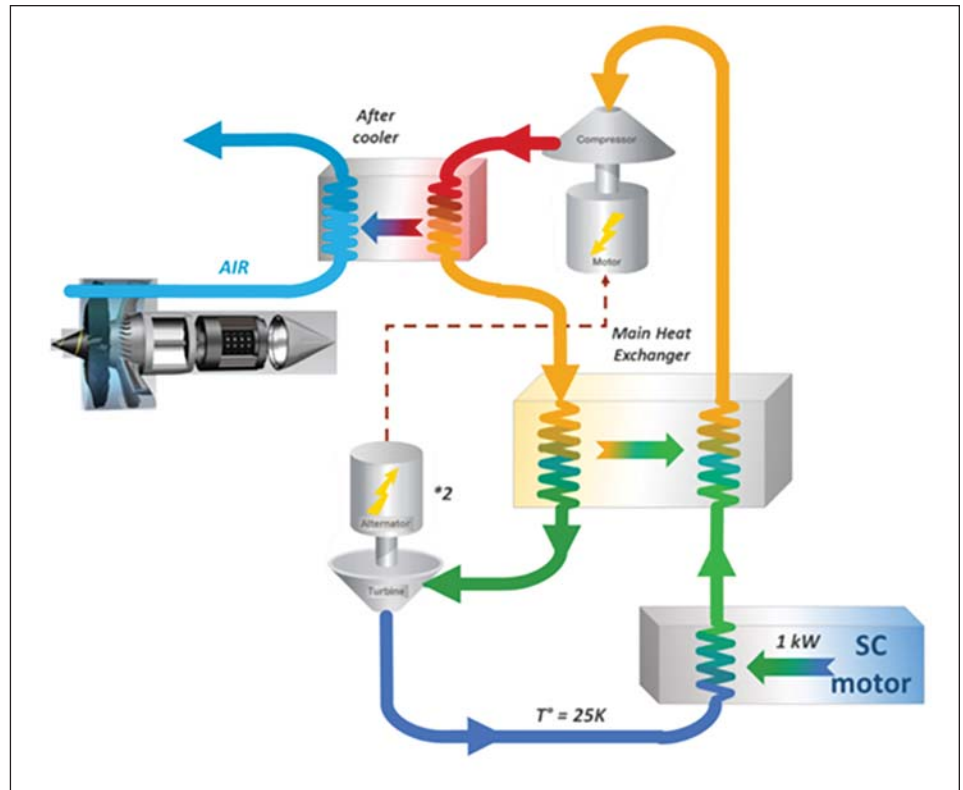 After
cooler
Compressor
Motor
AIR
Main Heat
Exchanger
*2
Alternator
Turbine
1 kW
SC
motor
T° = 25K